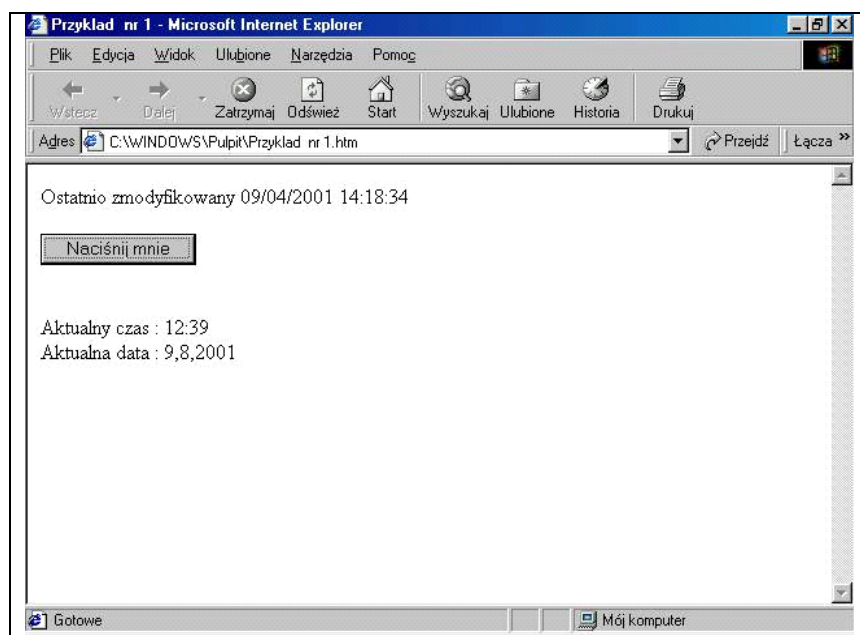 Przyklad nr 1 - Microsoft Internet Explorer
Plik Edycja Widok Ulubione Narzędzia Pomoc
Wstecz Dalej Zatrzymaj Odśwież Start Wyszukaj Ulubione Historia Drukuj
Adres C:\WINDOWS\Pulpit\Przyklad nr 1.htm Przejdź Łącza »
Ostatnio zmodyfikowany 09/04/2001 14:18:34
Naciśnij mnie
Aktualny czas : 12:39
Aktualna data : 9,8,2001
Gotowe Mój komputer